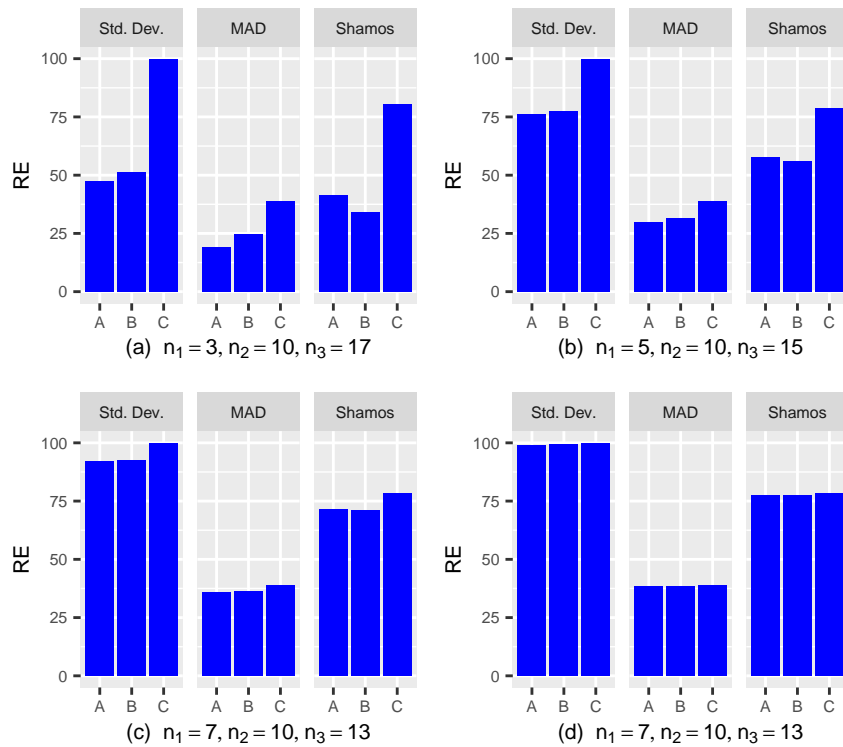 Std. Dev. MAD Shamos
100
75
50
25
0
RE
A B C A B C A B C
(a) n₁ = 3, n₂ = 10, n₃ = 17
Std. Dev. MAD Shamos
100
75
50
25
0
RE
A B C A B C A B C
(b) n₁ = 5, n₂ = 10, n₃ = 15
Std. Dev. MAD Shamos
100
75
50
25
0
RE
A B C A B C A B C
(c) n₁ = 7, n₂ = 10, n₃ = 13
Std. Dev. MAD Shamos
100
75
50
25
0
RE
A B C A B C A B C
(d) n₁ = 7, n₂ = 10, n₃ = 13